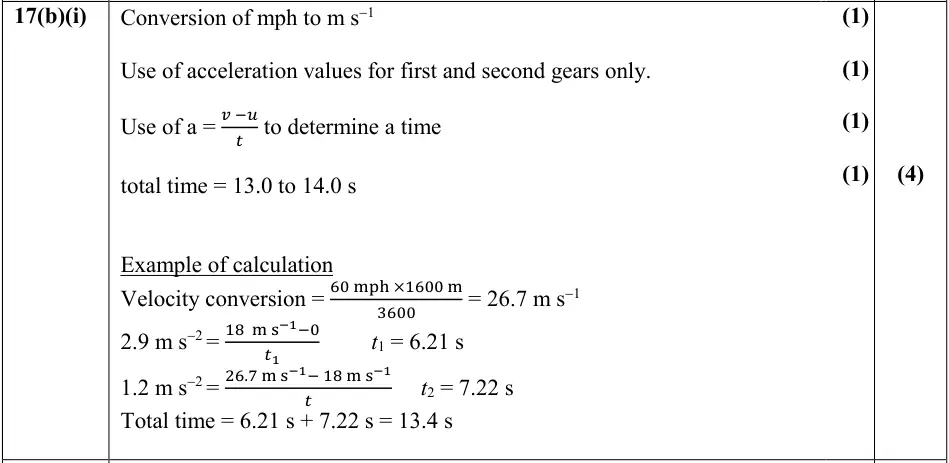 17(b)(i) Conversion of mph to m s⁻¹ (1)
Use of acceleration values for first and second gears only. (1)
Use of a = (v −u)/t to determine a time (1)
total time = 13.0 to 14.0 s (1) (4)
Example of calculation
Velocity conversion = (60 mph ×1600 m)/3600 = 26.7 m s⁻¹
2.9 m s⁻² = (18 m s⁻¹−0)/t₁ t₁ = 6.21 s
1.2 m s⁻² = (26.7 m s⁻¹− 18 m s⁻¹)/t t₂ = 7.22 s
Total time = 6.21 s + 7.22 s = 13.4 s